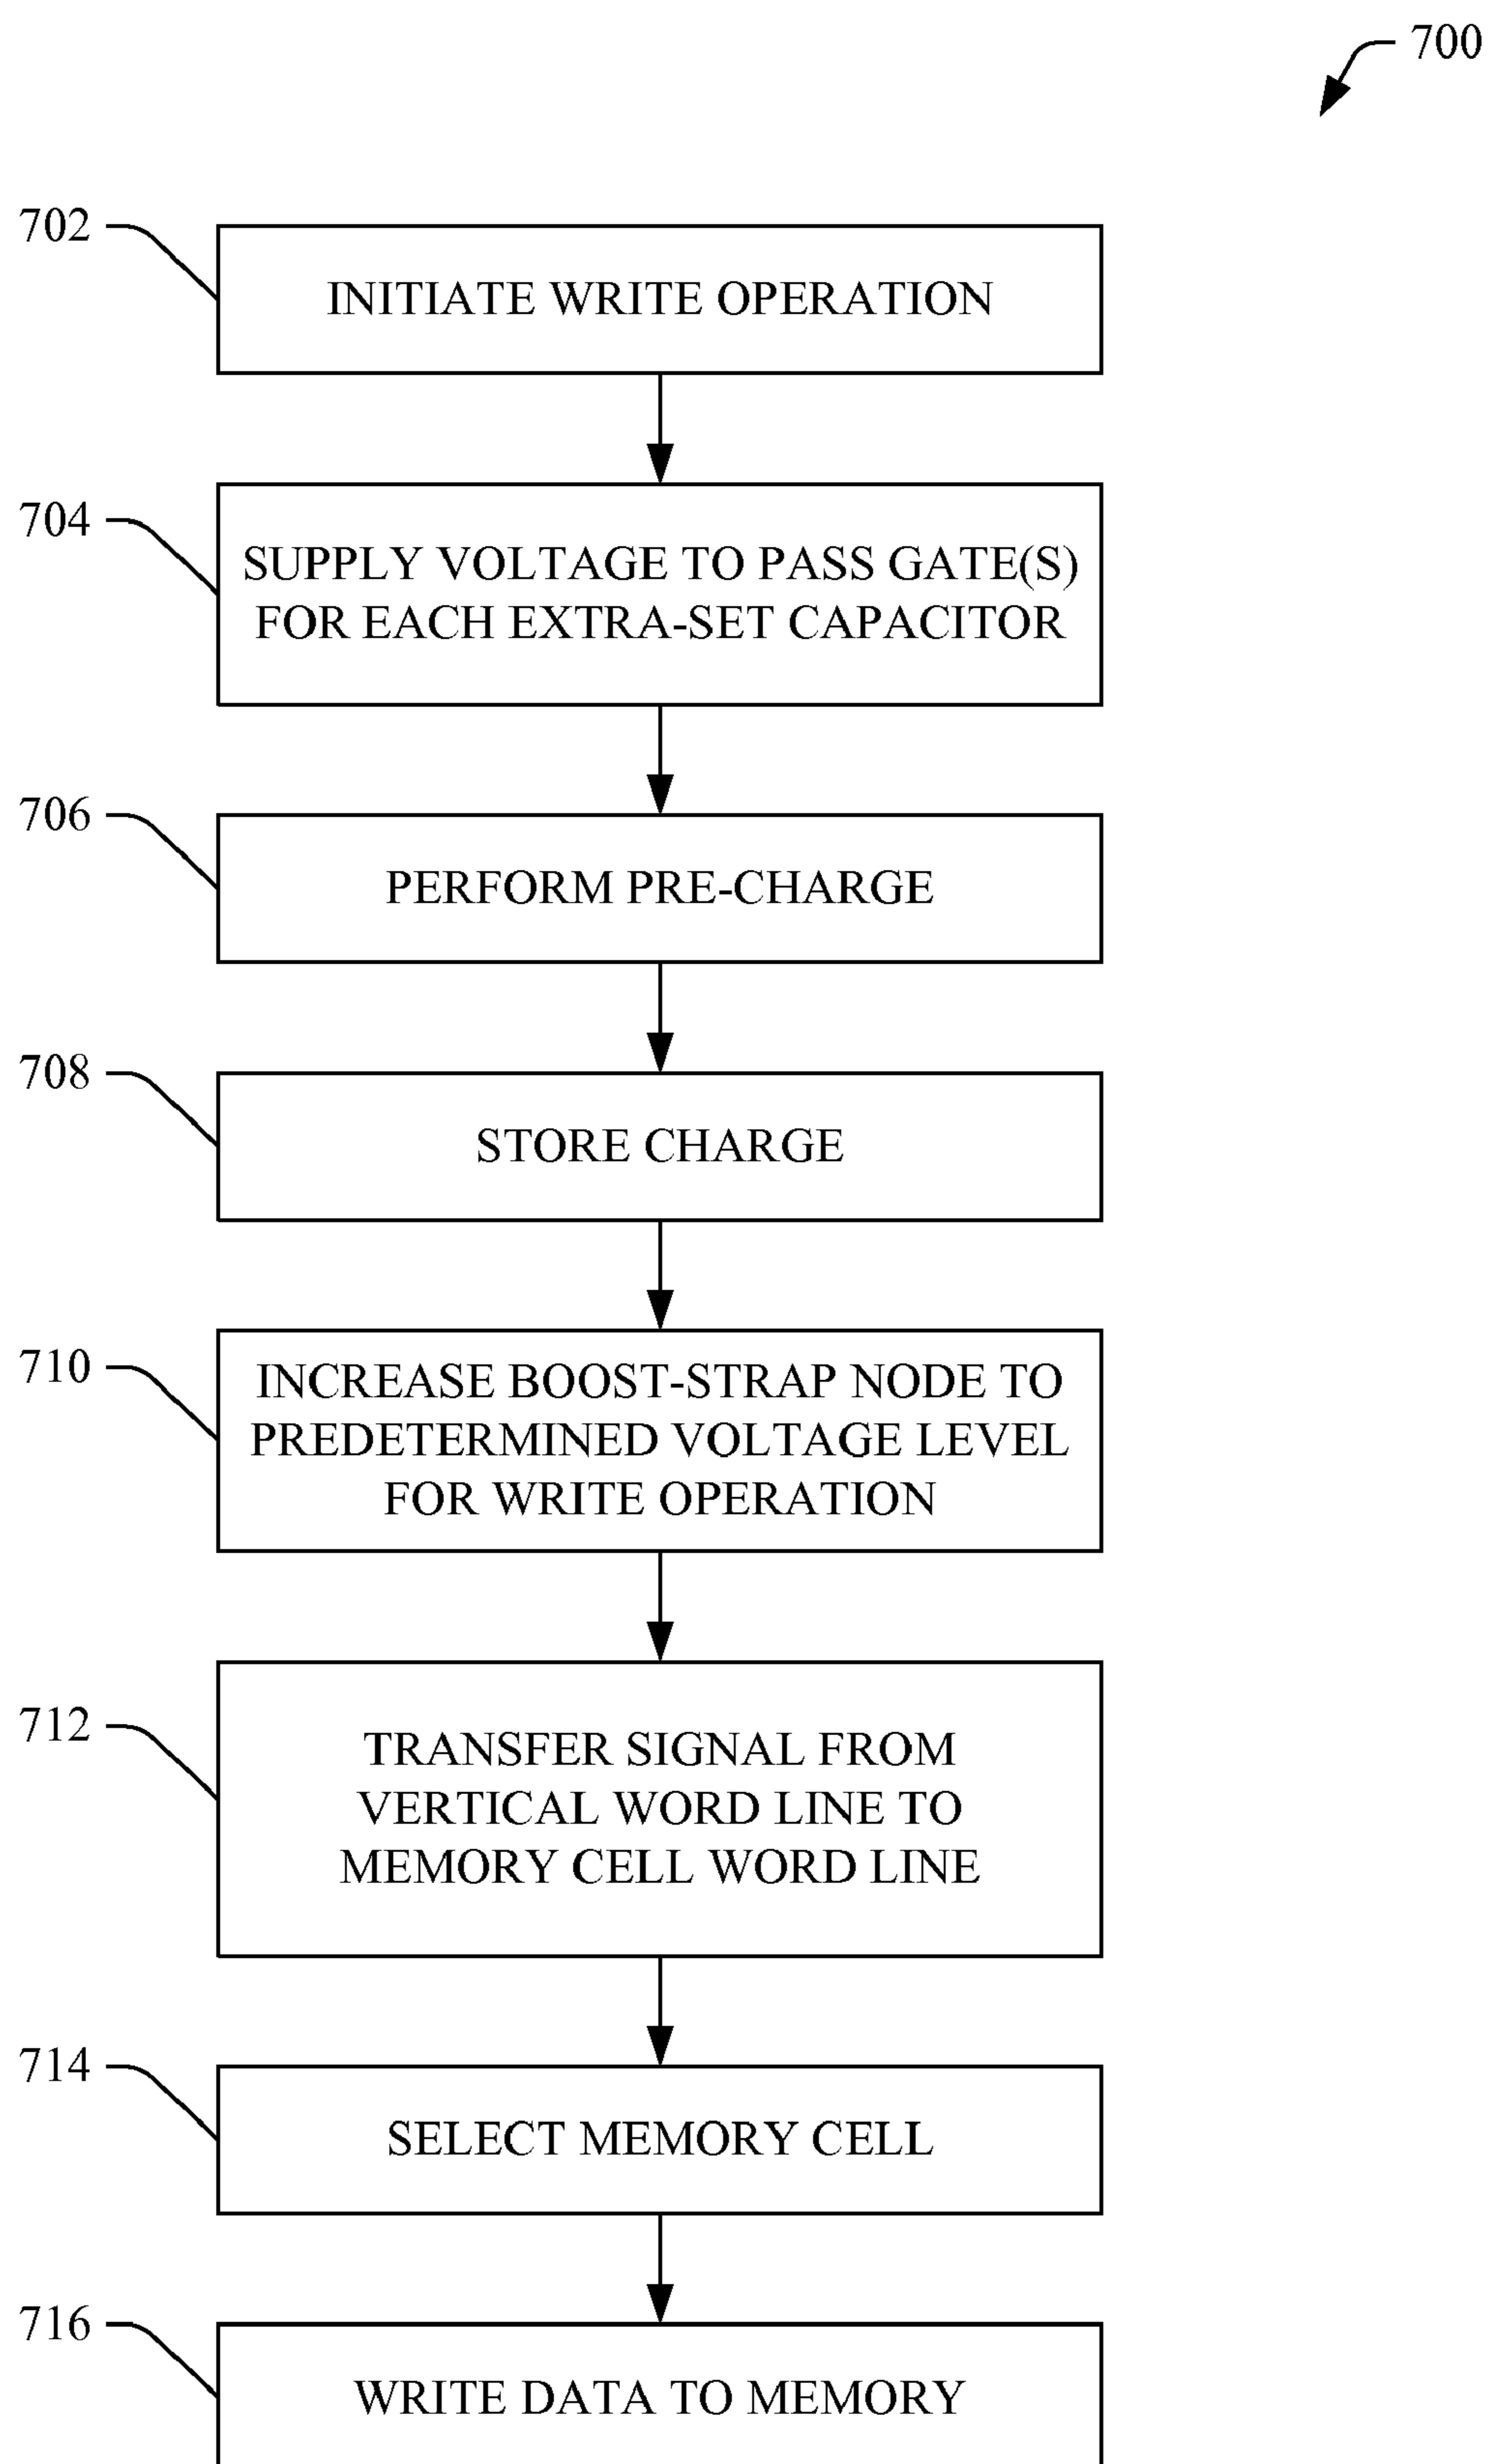 700
702
INITIATE WRITE OPERATION
704
SUPPLY VOLTAGE TO PASS GATE(S)
FOR EACH EXTRA-SET CAPACITOR
706
PERFORM PRE-CHARGE
708
STORE CHARGE
710
INCREASE BOOST-STRAP NODE TO
PREDETERMINED VOLTAGE LEVEL
FOR WRITE OPERATION
712
TRANSFER SIGNAL FROM
VERTICAL WORD LINE TO
MEMORY CELL WORD LINE
714
SELECT MEMORY CELL
716
WRITE DATA TO MEMORY